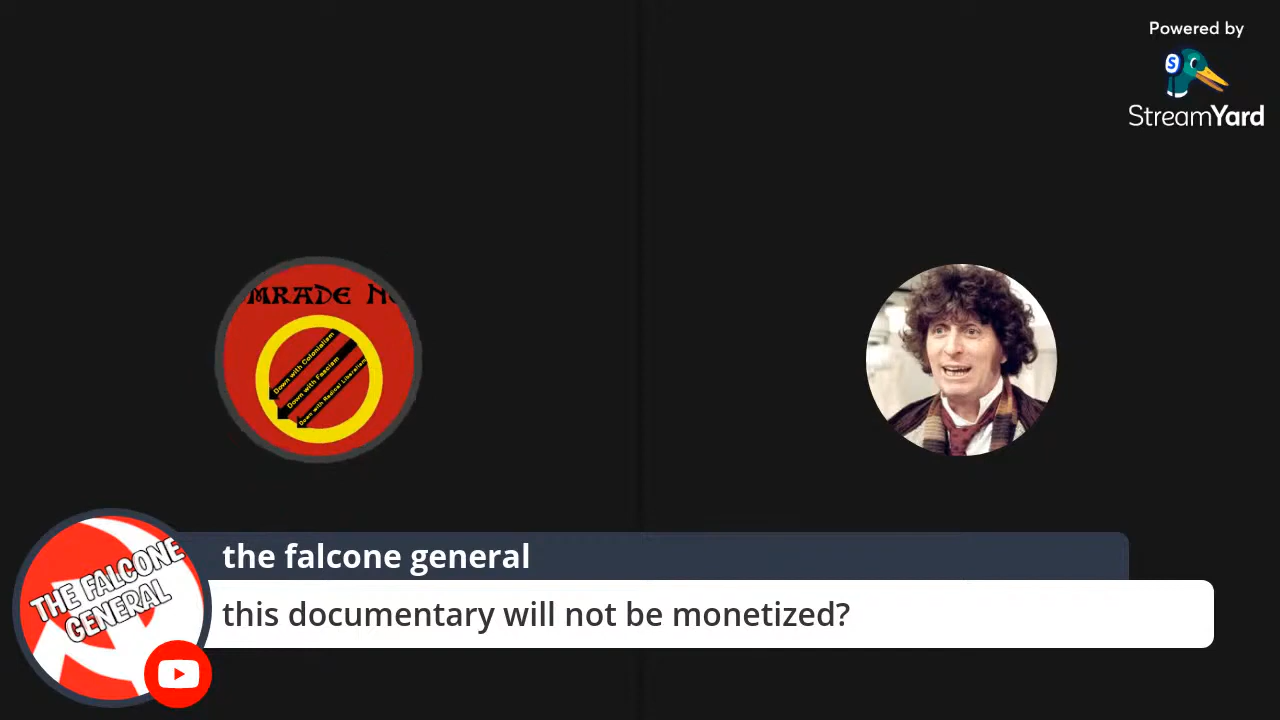 Powered by
S
StreamYard
MRADE N
Down with Colonialism
Down with Fascism
Down with Radical Liberalism
THE FALCONE
GENERAL
the falcone general
this documentary will not be monetized?